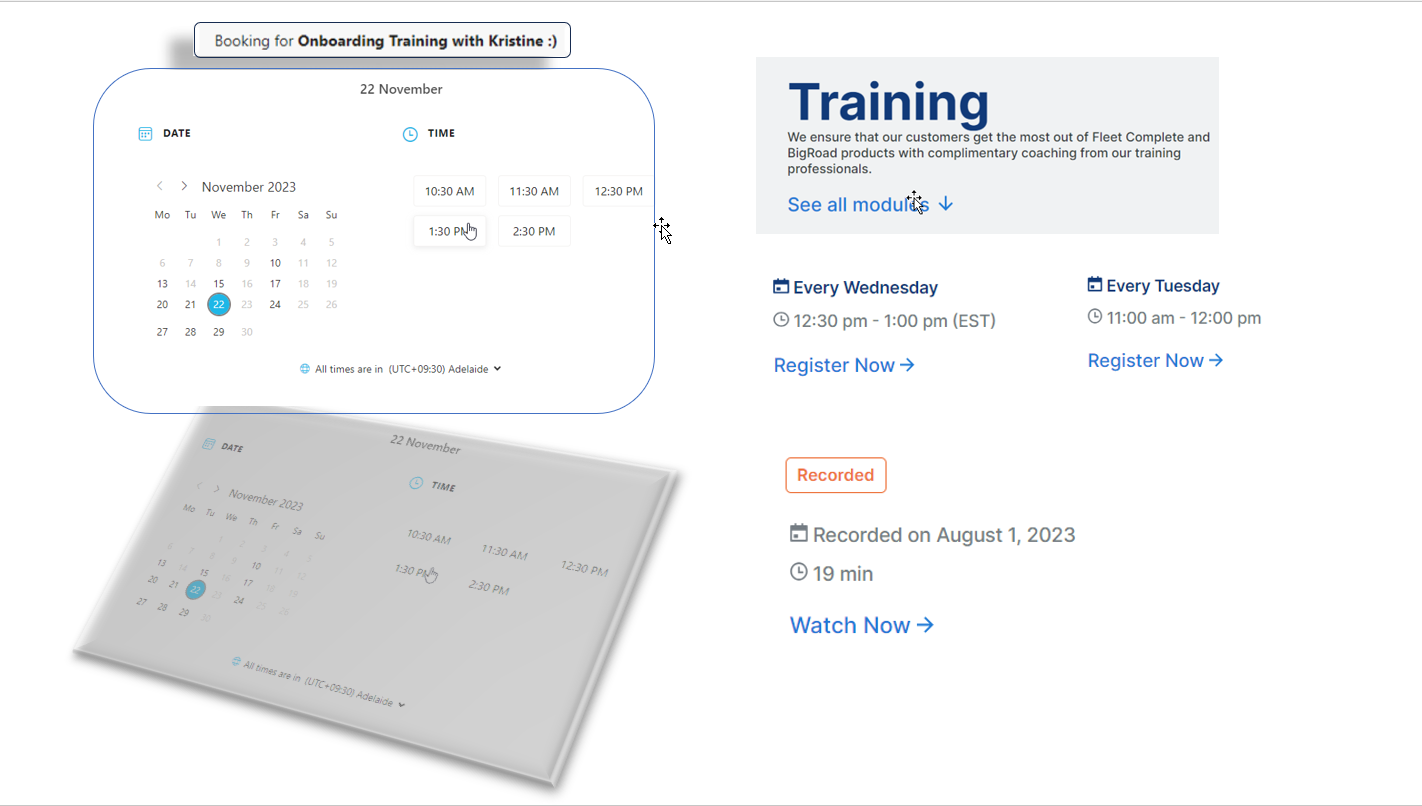 Booking for Onboarding Training with Kristine :)
22 November
DATE
TIME
November 2023
Mo Tu We Th Fr Sa Su
1 2 3 4 5
6 7 8 9 10 11 12
13 14 15 16 17 18 19
20 21 22 23 24 25 26
27 28 29 30
10:30 AM 11:30 AM 12:30 PM
1:30 PM 2:30 PM
All times are in (UTC+09:30) Adelaide
22 November
DATE
TIME
November 2023
Mo Tu We Th Fr Sa Su
1 2 3 4 5
6 7 8 9 10 11 12
13 14 15 16 17 18 19
20 21 22 23 24 25 26
27 28 29 30
10:30 AM 11:30 AM 12:30 PM
1:30 PM 2:30 PM
All times are in (UTC+09:30) Adelaide
Training
We ensure that our customers get the most out of Fleet Complete and
BigRoad products with complimentary coaching from our training
professionals.
See all modules ↓
Every Wednesday
12:30 pm - 1:00 pm (EST)
Register Now →
Every Tuesday
11:00 am - 12:00 pm
Register Now →
Recorded
Recorded on August 1, 2023
19 min
Watch Now →